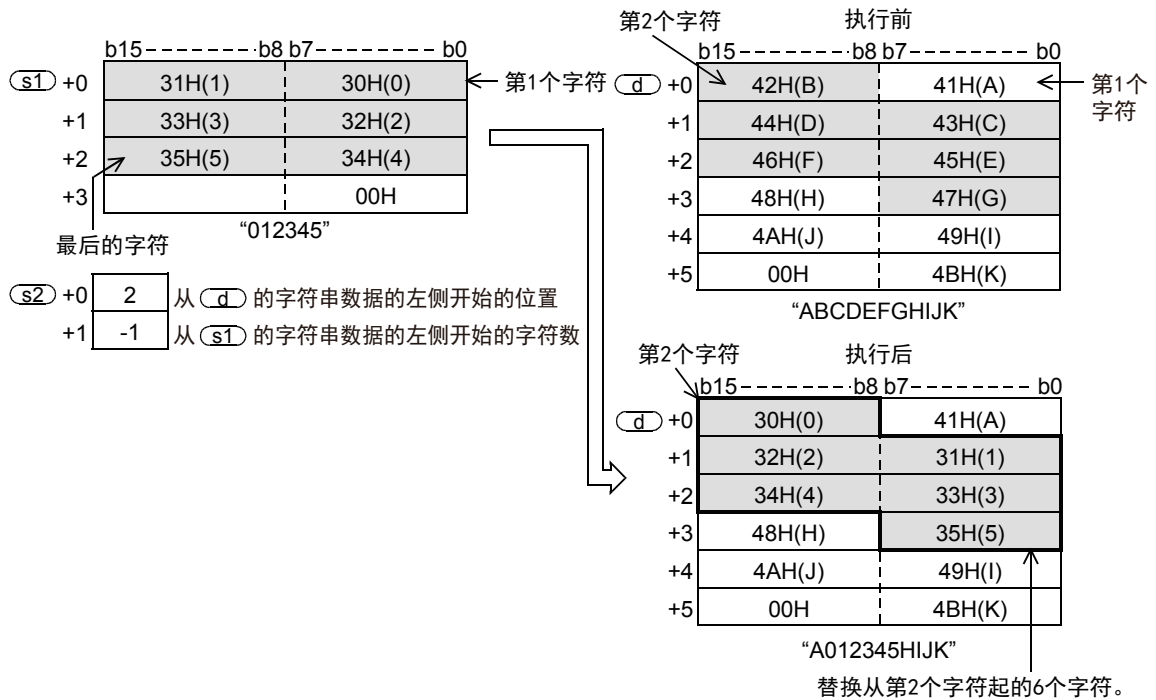 b15 b8 b7 b0
s1 +0 31H(1) 30H(0) 第1个字符
+1 33H(3) 32H(2)
+2 35H(5) 34H(4)
+3 00H
最后的字符 “012345”
s2 +0 2 从 d 的字符串数据的左侧开始的位置
+1 -1 从 s1 的字符串数据的左侧开始的字符数
第2个字符 执行前
b15 b8 b7 b0
d +0 42H(B) 41H(A) 第1个
字符
+1 44H(D) 43H(C)
+2 46H(F) 45H(E)
+3 48H(H) 47H(G)
+4 4AH(J) 49H(I)
+5 00H 4BH(K)
“ABCDEFGHIJK”
第2个字符 执行后
b15 b8 b7 b0
d +0 30H(0) 41H(A)
+1 32H(2) 31H(1)
+2 34H(4) 33H(3)
+3 48H(H) 35H(5)
+4 4AH(J) 49H(I)
+5 00H 4BH(K)
“A012345HIJK”
替换从第2个字符起的6个字符。